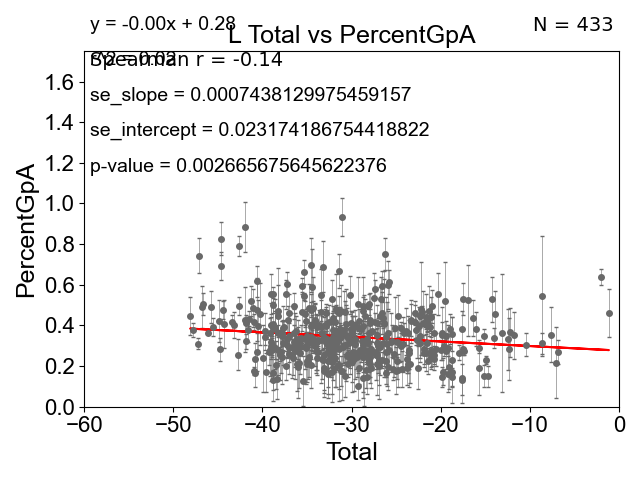 y = -0.00x + 0.28
N = 433
L Total vs PercentGpA
Spearman r = -0.14
se_slope = 0.0007438129975459157
se_intercept = 0.023174186754418822
p-value = 0.002665675645622376
PercentGpA
1.6
1.4
1.2
1.0
0.8
0.6
0.4
0.2
0.0
−60 −50 −40 −30 −20 −10 0
Total